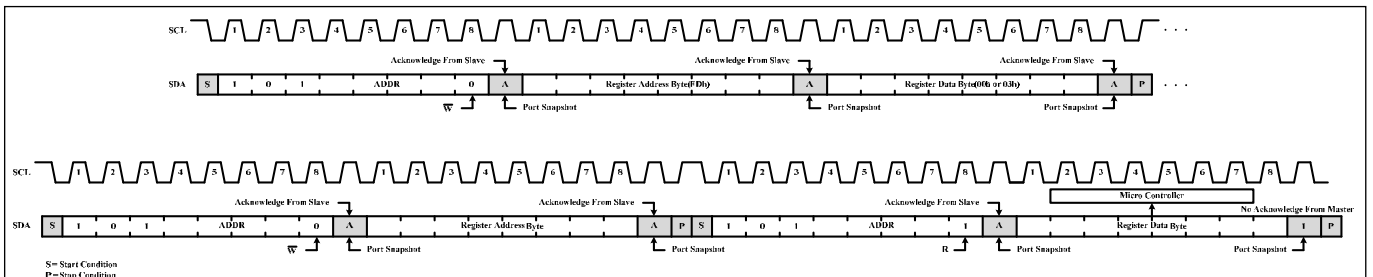 SCL 1 2 3 4 5 6 7 8 1 2 3 4 5 6 7 8 1 2 3 4 5 6 7 8 . . .
Acknowledge From Slave Acknowledge From Slave Acknowledge From Slave
SDA S 1 0 1 ADDR 0 A Register Address Byte(FDh) A Register Data Byte(00h or 03h) A P . . .
W Port Snapshot Port Snapshot Port Snapshot
SCL 1 2 3 4 5 6 7 8 1 2 3 4 5 6 7 8 1 2 3 4 5 6 7 8 1 2 3 4 5 6 7 8
Acknowledge From Slave Acknowledge From Slave Acknowledge From Slave Micro Controller
No Acknowledge From Master
SDA S 1 0 1 ADDR 0 A Register Address Byte A P S 1 0 1 ADDR 1 A Register Data Byte 1 P
W Port Snapshot Port Snapshot R Port Snapshot Port Snapshot
S= Start Condition
P= Stop Condition